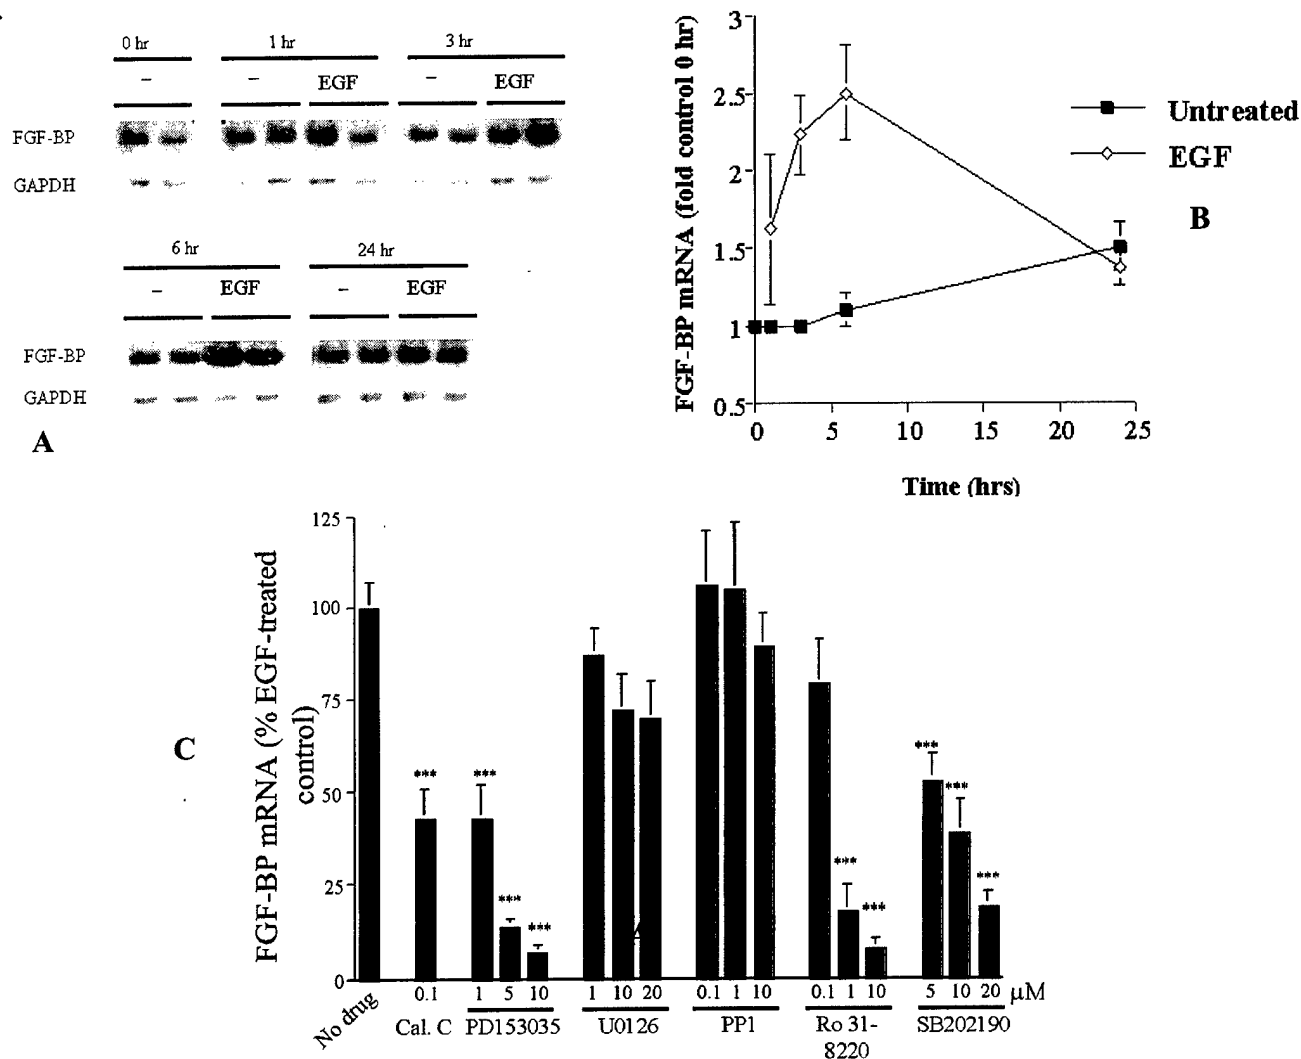 0 hr 1 hr 3 hr
– – EGF – EGF
FGF-BP
GAPDH
6 hr 24 hr
– EGF – EGF
FGF-BP
GAPDH
A
FGF-BP mRNA (fold control 0 hr)
3
2.5
2
1.5
1
0.5
0 5 10 15 20 25
Time (hrs)
Untreated
EGF
B
C
FGF-BP mRNA (% EGF-treated
control)
125
100
75
50
25
0
*** *** *** *** *** *** *** *** ***
No drug
0.1 1 5 10 1 10 20 0.1 1 10 0.1 1 10 5 10 20 µM
Cal. C PD153035 U0126 PP1 Ro 31- SB202190
8220